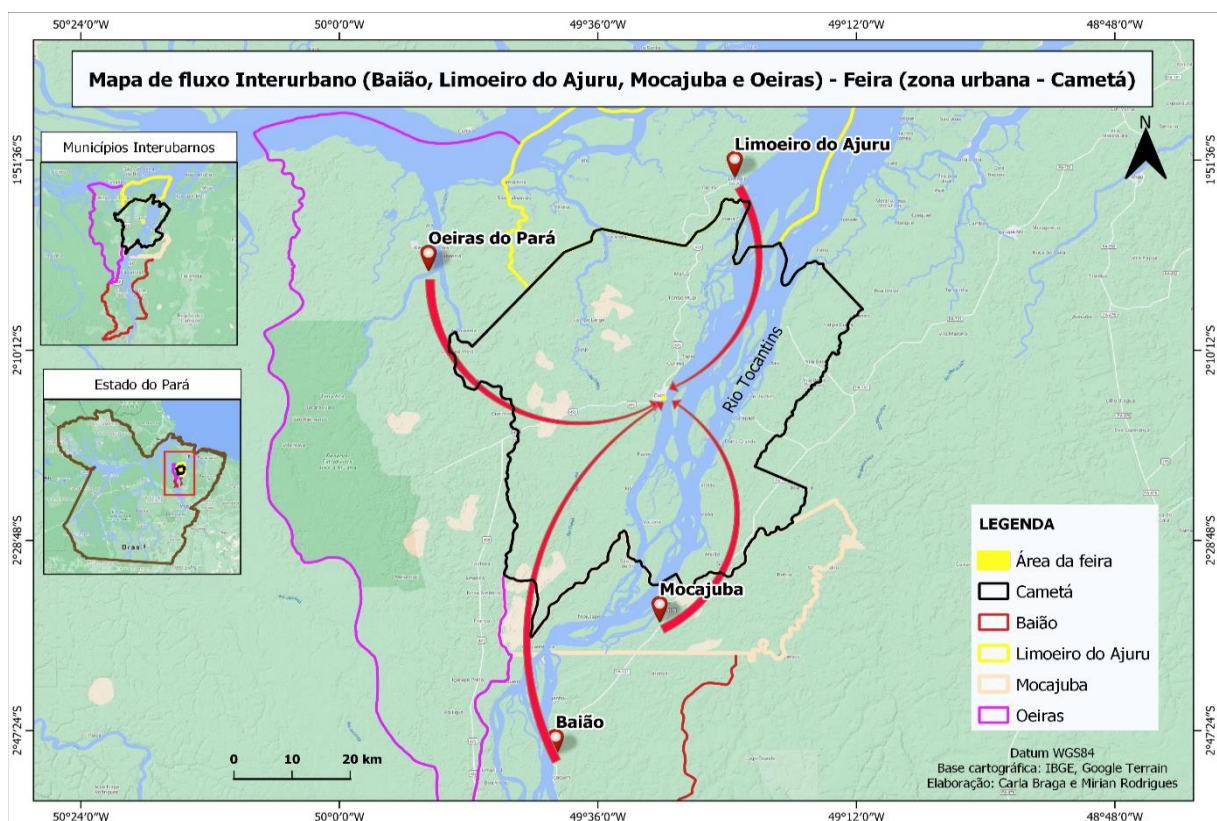 50°24'0"W 50°00'0"W 49°36'0"W 49°12'0"W 48°48'0"W
Mapa de fluxo Interurbano (Baião, Limoeiro do Ajuru, Mocajuba e Oeiras) - Feira (zona urbana - Cametá)
N
Municípios Interubarnos
Limoeiro do Ajuru
1°51'36"S
1°51'36"S
Oeiras do Pará
2°10'12"S
2°10'12"S
Rio Tocantins
Estado do Pará
Brasil
2°28'48"S
2°28'48"S
Mocajuba
Baião
2°47'24"S
2°47'24"S
0 10 20 km
LEGENDA
Área da feira
Cametá
Baião
Limoeiro do Ajuru
Mocajuba
Oeiras
Datum WGS84
Base cartográfica: IBGE, Google Terrain
Elaboração: Carla Braga e Mirian Rodrigues
50°24'0"W 50°00'0"W 49°36'0"W 49°12'0"W 48°48'0"W